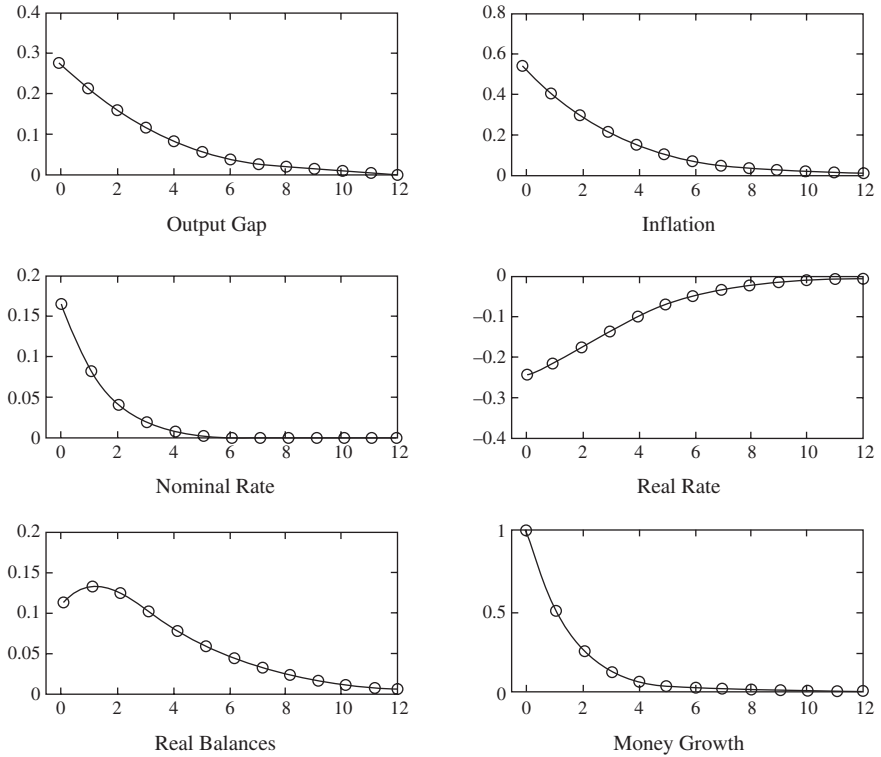 0.4
0.3
0.2
0.1
0
0 2 4 6 8 10 12
Output Gap
0.8
0.6
0.4
0.2
0
0 2 4 6 8 10 12
Inflation
0.2
0.15
0.1
0.05
0
0 2 4 6 8 10 12
Nominal Rate
0
–0.1
–0.2
–0.3
–0.4
0 2 4 6 8 10 12
Real Rate
0.2
0.15
0.1
0.05
0
0 2 4 6 8 10 12
Real Balances
1
0.5
0
0 2 4 6 8 10 12
Money Growth